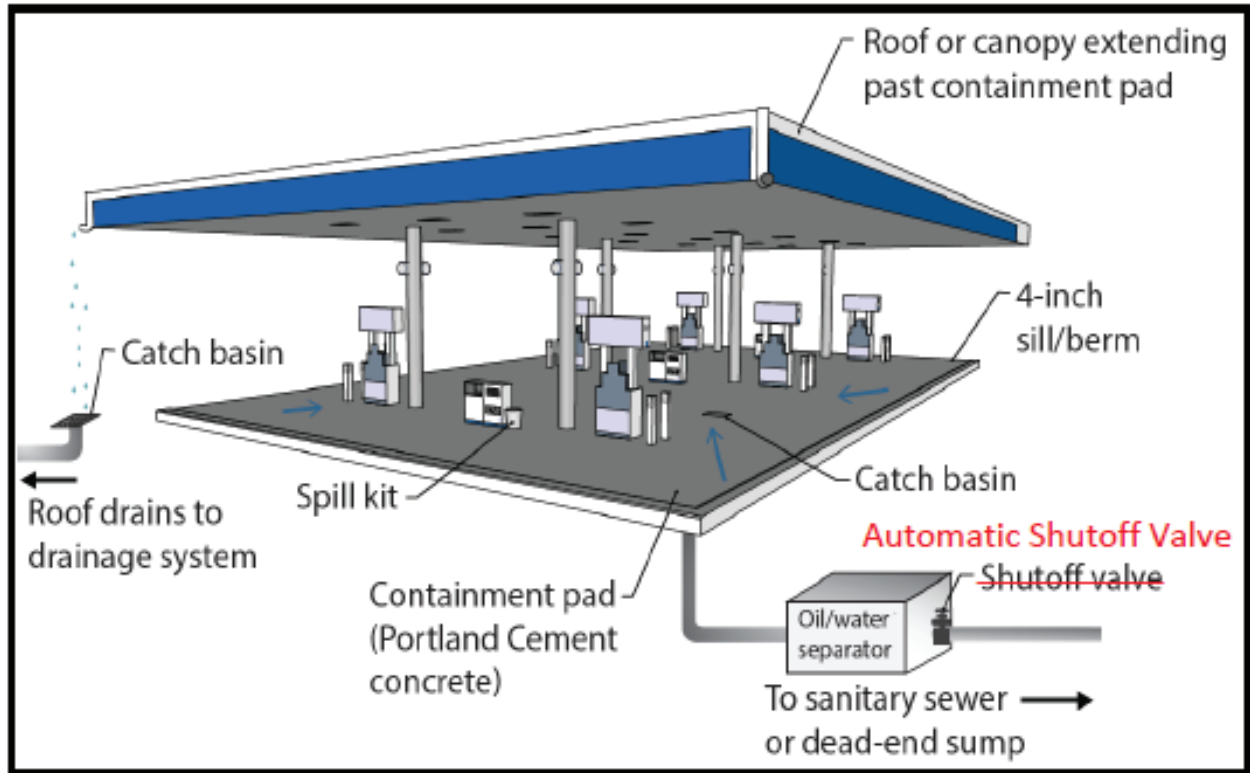 Roof or canopy extending
past containment pad
4-inch
sill/berm
Catch basin
Spill kit
Catch basin
Roof drains to
drainage system
Automatic Shutoff Valve
Shutoff valve
Containment pad
(Portland Cement
concrete)
Oil/water
separator
To sanitary sewer
or dead-end sump